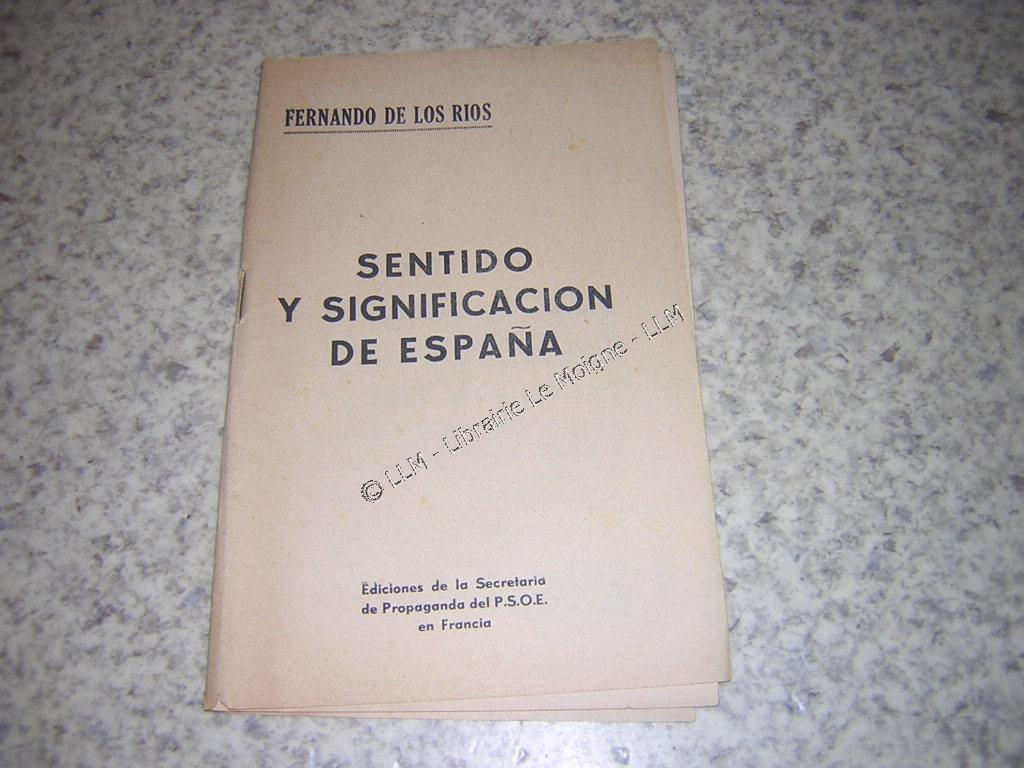 FERNANDO DE LOS RIOS
SENTIDO
Y SIGNIFICACION
DE ESPAÑA
© LLM - Librairie Le Moigne - LLM
Ediciones de la Secretaria
de Propaganda del P.S.O.E.
en Francia